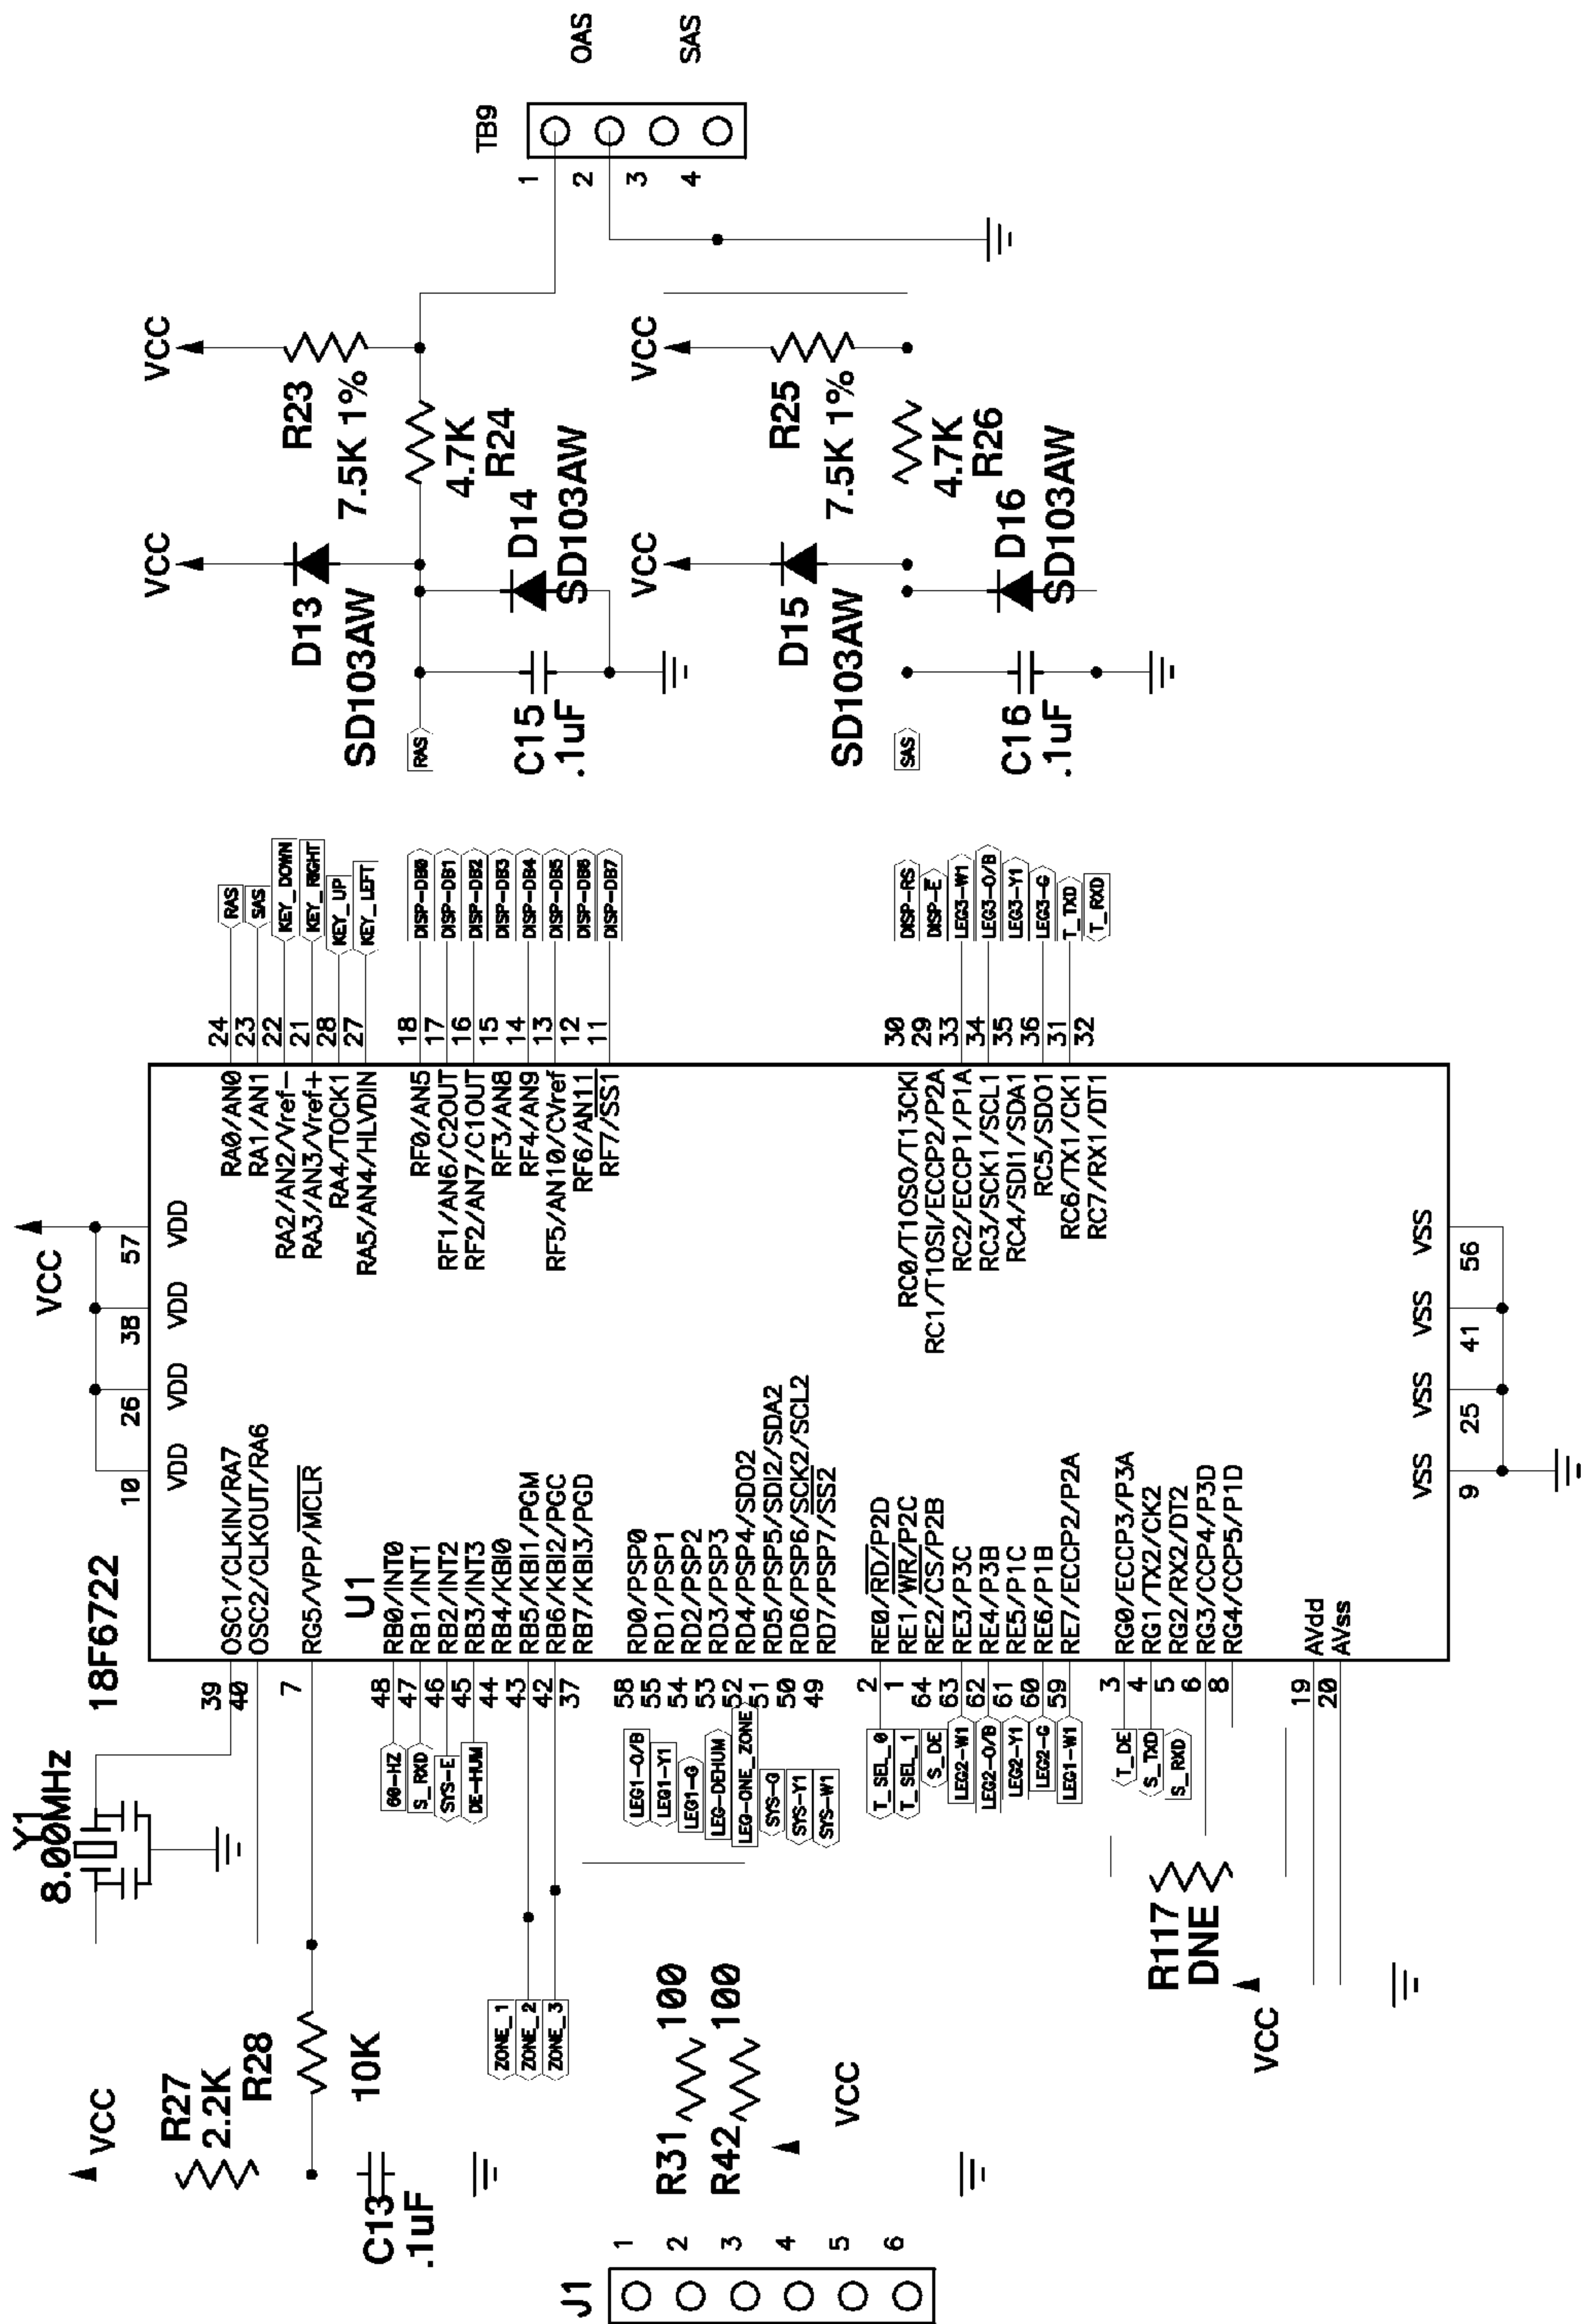 TB9
1
2
3
4
OAS
SAS
VCC
R23
7.5K 1%
4.7K
R24
VCC
D13
SD103AW
D14
SD103AW
C15
.1uF
RAS
VCC
R25
7.5K 1%
4.7K
R26
VCC
D15
SD103AW
D16
SD103AW
C16
.1uF
SAS
18F6722
U1
VCC
10 VDD
26 VDD
38 VDD
57 VDD
RA0/AN0 24 RAS
RA1/AN1 23 SAS
RA2/AN2/Vref- 22 KEY_DOWN
RA3/AN3/Vref+ 21 KEY_RIGHT
RA4/TOCK1 28 KEY_UP
RA5/AN4/HLVDIN 27 KEY_LEFT
RF0/AN5 18 DISP-DB0
RF1/AN6/C2OUT 17 DISP-DB1
RF2/AN7/C1OUT 16 DISP-DB2
RF3/AN8 15 DISP-DB3
RF4/AN9 14 DISP-DB4
RF5/AN10/CVref 13 DISP-DB5
RF6/AN11 12 DISP-DB6
RF7/SS1 11 DISP-DB7
RC0/T1OSO/T13CKI 30 DISP-RS
RC1/T1OSI/ECCP2/P2A 29 DISP-E
RC2/ECCP1/P1A 33 LEG3-W1
RC3/SCK1/SCL1 34 LEG3-O/B
RC4/SDI1/SDA1 35 LEG3-Y1
RC5/SDO1 36 LEG3-G
RC6/TX1/CK1 31 T_TXD
RC7/RX1/DT1 32 T_RXD
39 OSC1/CLKIN/RA7
40 OSC2/CLKOUT/RA6
7 RG5/VPP/MCLR
60-HZ 48 RB0/INT0
S_RXD 47 RB1/INT1
SYS-E 46 RB2/INT2
DE-HUM 45 RB3/INT3
44 RB4/KBI0
43 RB5/KBI1/PGM
42 RB6/KBI2/PGC
37 RB7/KBI3/PGD
LEG1-O/B 58 RD0/PSP0
LEG1-Y1 55 RD1/PSP1
LEG1-G 54 RD2/PSP2
LEG-DEHUM 53 RD3/PSP3
LEG-ONE_ZONE 52 RD4/PSP4/SDO2
SYS-G 51 RD5/PSP5/SDI2/SDA2
SYS-Y1 50 RD6/PSP6/SCK2/SCL2
SYS-W1 49 RD7/PSP7/SS2
T_SEL_0 2 RE0/RD/P2D
T_SEL_1 1 RE1/WR/P2C
S_DE 64 RE2/CS/P2B
LEG2-W1 63 RE3/P3C
LEG2-O/B 62 RE4/P3B
LEG2-Y1 61 RE5/P1C
LEG2-G 60 RE6/P1B
LEG1-W1 59 RE7/ECCP2/P2A
T_DE 3 RG0/ECCP3/P3A
S_TXD 4 RG1/TX2/CK2
S_RXD 5 RG2/RX2/DT2
6 RG3/CCP4/P3D
8 RG4/CCP5/P1D
19 AVdd
20 AVss
VSS 9
VSS 25
VSS 41
VSS 56
Y1
8.00MHz
VCC
R27
2.2K
R28
10K
C13
.1uF
ZONE_1
ZONE_2
ZONE_3
R31 100
R42 100
VCC
R117
DNE
VCC
J1
1
2
3
4
5
6